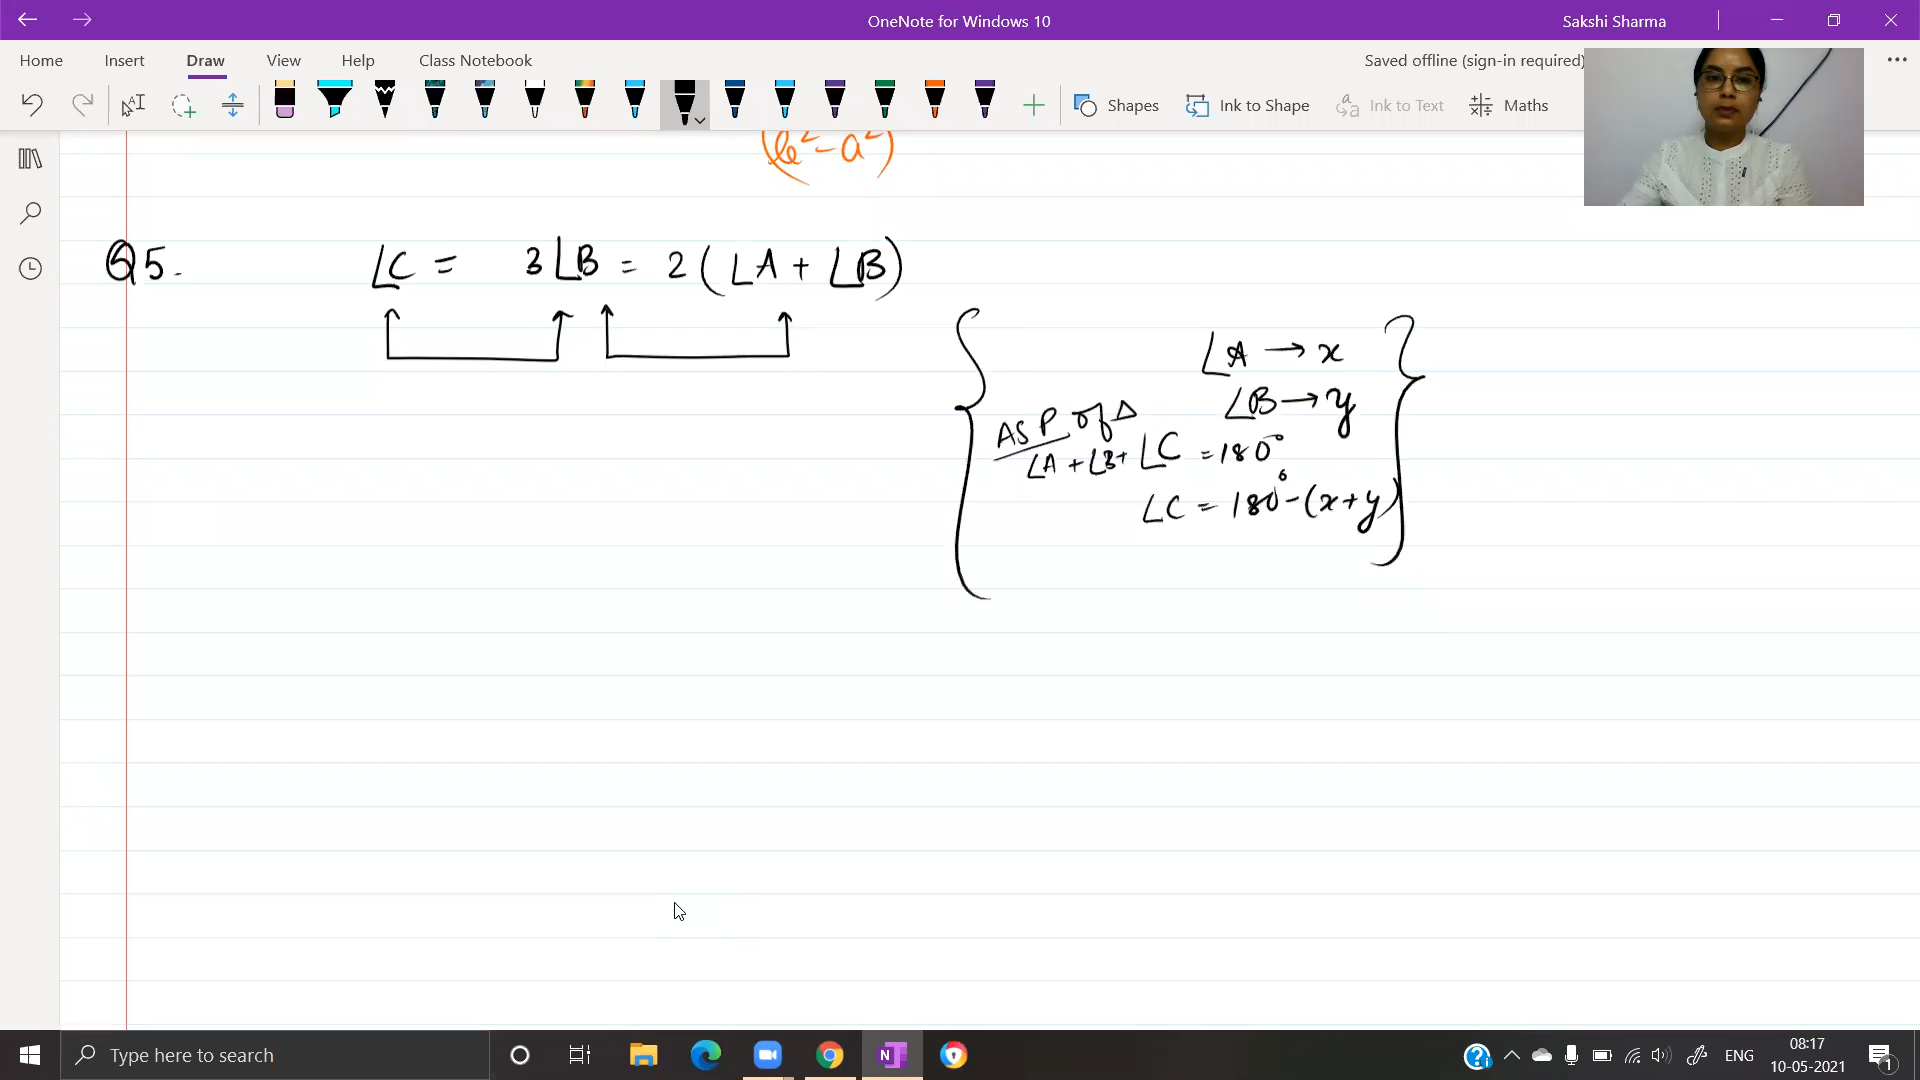 OneNote for Windows 10
Sakshi Sharma
Home Insert Draw View Help Class Notebook
Saved offline (sign-in required)
Shapes Ink to Shape Ink to Text Maths
(b²-a²)
Q5. ∠C = 3∠B = 2(∠A + ∠B)
∠A → x
∠B → y
ASP of Δ
∠A + ∠B + ∠C = 180°
∠C = 180° - (x+y)
Type here to search
ENG
08:17
10-05-2021
1